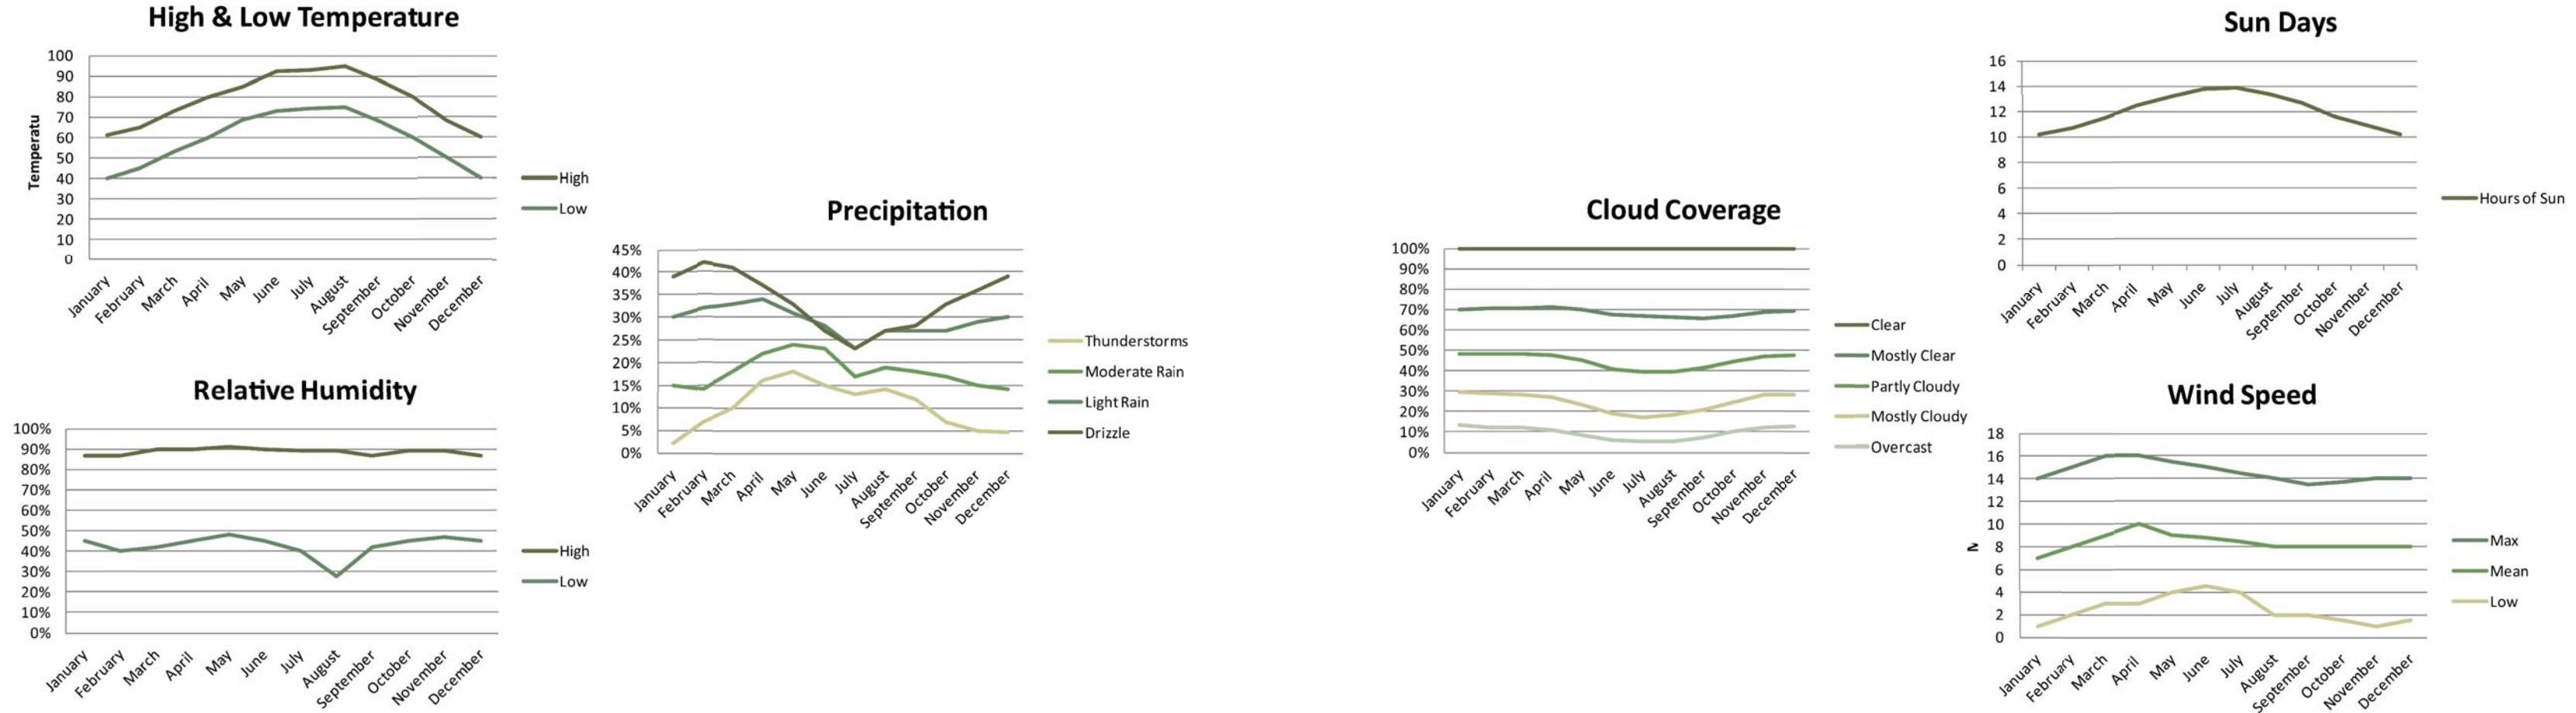 High & Low Temperature
Temperatu
100
90
80
70
60
50
40
30
20
10
0
January
February
March
April
May
June
July
August
September
October
November
December
High
Low
Relative Humidity
100%
90%
80%
70%
60%
50%
40%
30%
20%
10%
0%
January
February
March
April
May
June
July
August
September
October
November
December
High
Low
Precipitation
45%
40%
35%
30%
25%
20%
15%
10%
5%
0%
January
February
March
April
May
June
July
August
September
October
November
December
Thunderstorms
Moderate Rain
Light Rain
Drizzle
Cloud Coverage
100%
90%
80%
70%
60%
50%
40%
30%
20%
10%
0%
January
February
March
April
May
June
July
August
September
October
November
December
Clear
Mostly Clear
Partly Cloudy
Mostly Cloudy
Overcast
Sun Days
16
14
12
10
8
6
4
2
0
January
February
March
April
May
June
July
August
September
October
November
December
Hours of Sun
Wind Speed
18
16
14
12
10
8
6
4
2
0
January
February
March
April
May
June
July
August
September
October
November
December
Max
Mean
Low